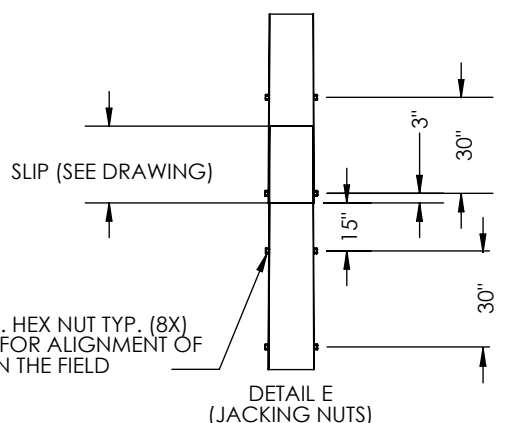 3"
30"
SLIP (SEE DRAWING)
15"
30"
. HEX NUT TYP. (8X)
FOR ALIGNMENT OF
N THE FIELD
DETAIL E
(JACKING NUTS)